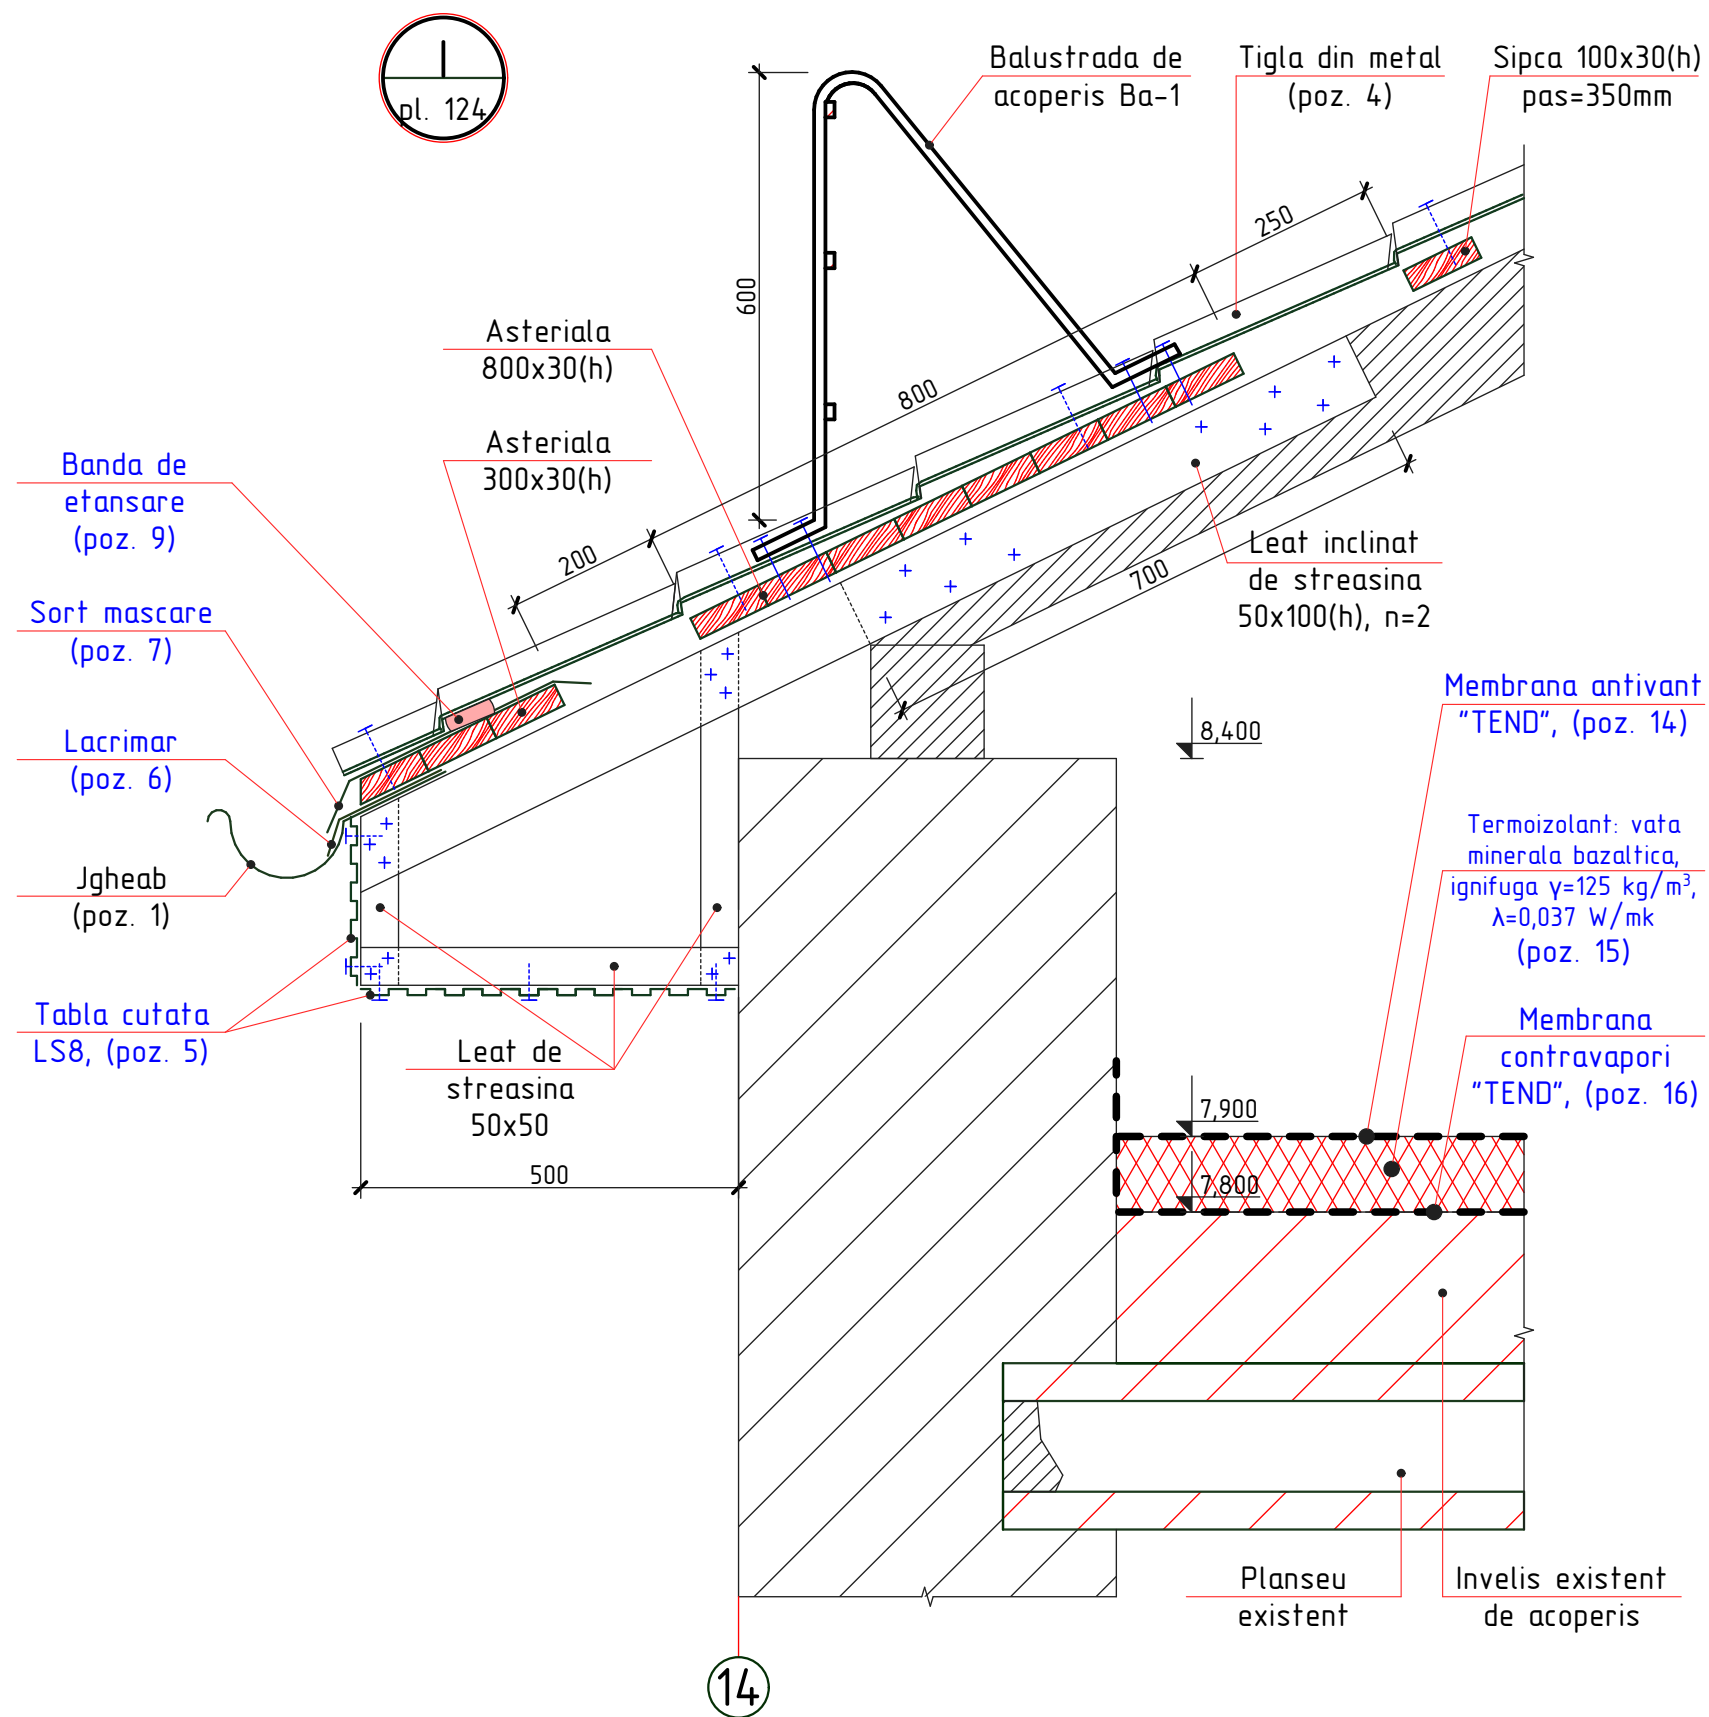 I
pl. 124
Balustrada de
acoperis Ba-1
Tigla din metal
(poz. 4)
Sipca 100x30(h)
pas=350mm
250
600
800
Asteriala
800x30(h)
Asteriala
300x30(h)
200
Banda de
etansare
(poz. 9)
Leat inclinat
de streasina
50x100(h), n=2
700
Sort mascare
(poz. 7)
Lacrimar
(poz. 6)
Jgheab
(poz. 1)
Tabla cutata
LS8, (poz. 5)
Leat de
streasina
50x50
500
8,400
Membrana antivant
"TEND", (poz. 14)
Termoizolant: vata
minerala bazaltica,
ignifuga γ=125 kg/m³,
λ=0,037 W/mk
(poz. 15)
Membrana
contravapori
"TEND", (poz. 16)
7,900
7,800
Planseu
existent
Invelis existent
de acoperis
14